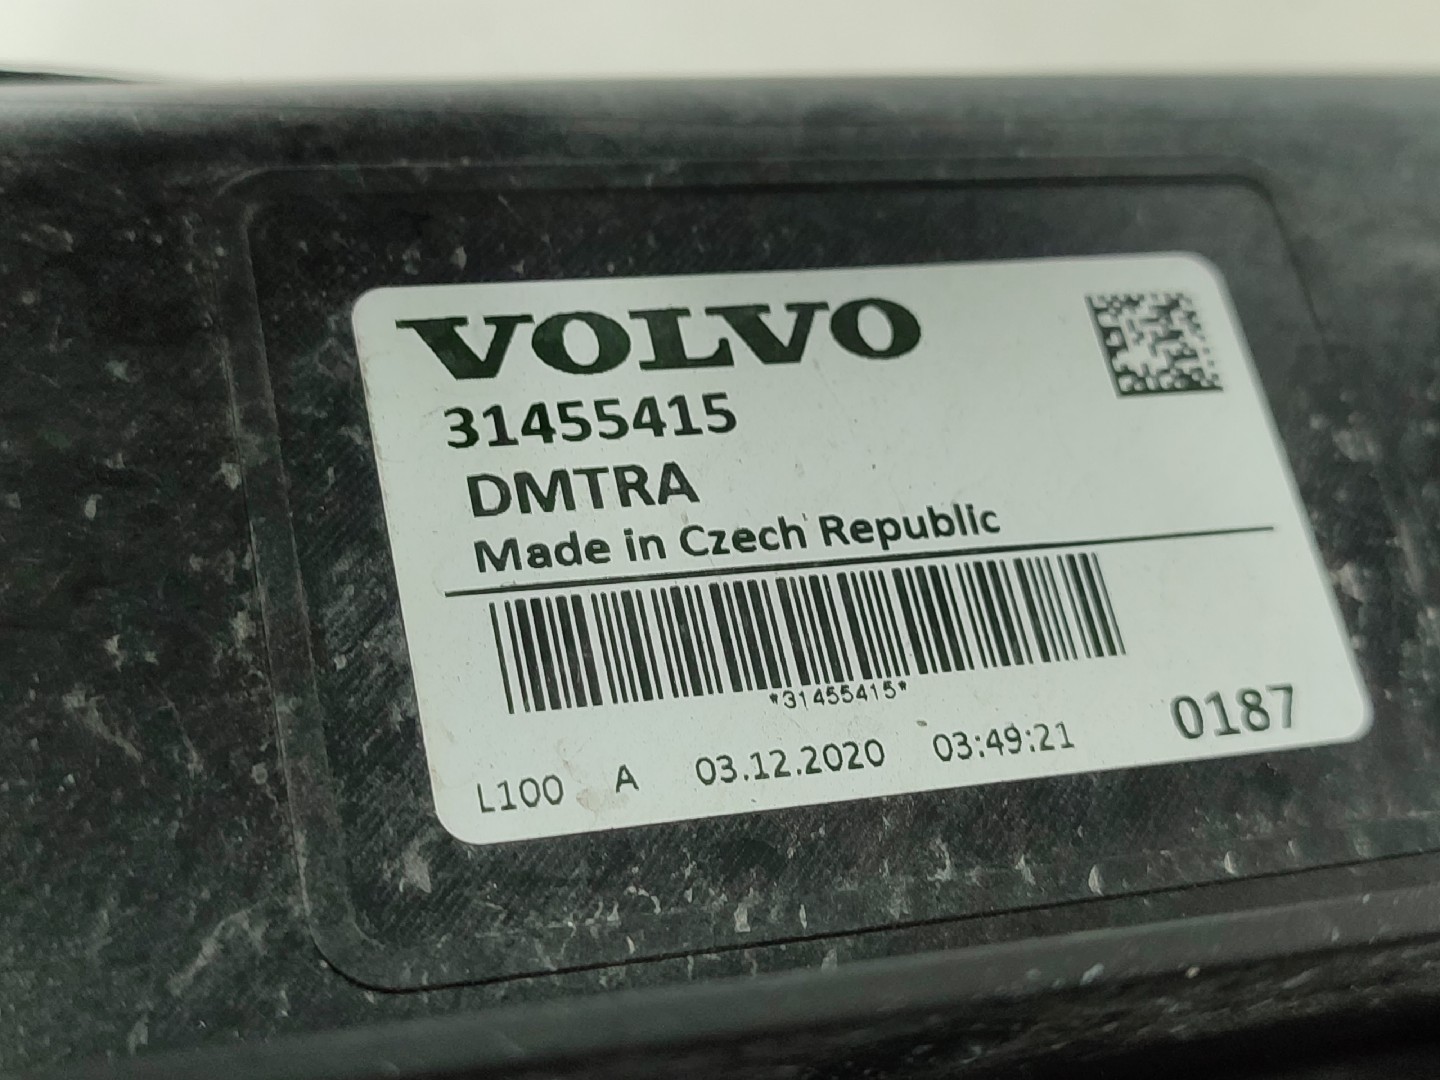 VOLVO
31455415
DMTRA
Made in Czech Republic
*31455415*
L100 A 03.12.2020 03:49:21 0187